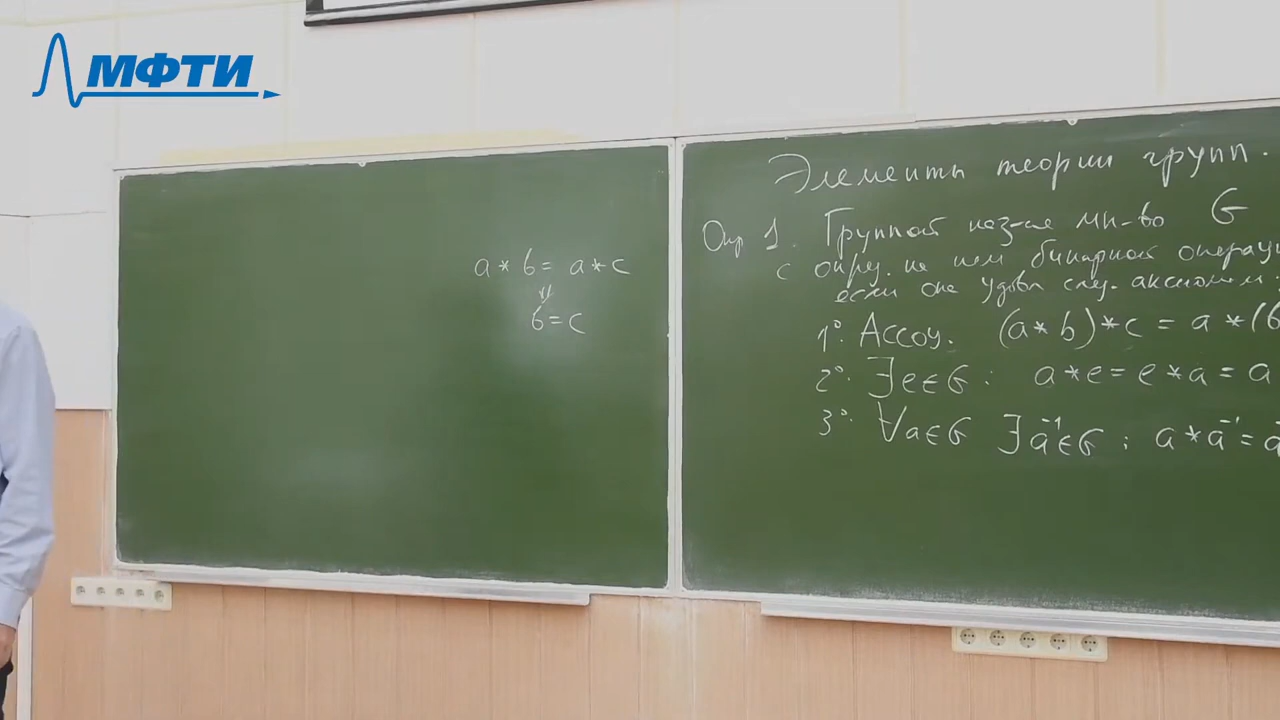 МФТИ
a * b = a * c
⇓
b = c
Элементы теории групп.
Опр 1. Группой наз-ся мн-во G
с опред. на нем бинарной операци
если она удовл след. аксиомам:
1°. Ассоц. (a * b) * c = a * (b
2°. ∃ e ∈ G : a * e = e * a = a
3°. ∀ a ∈ G ∃ a⁻¹ ∈ G : a * a⁻¹ = a